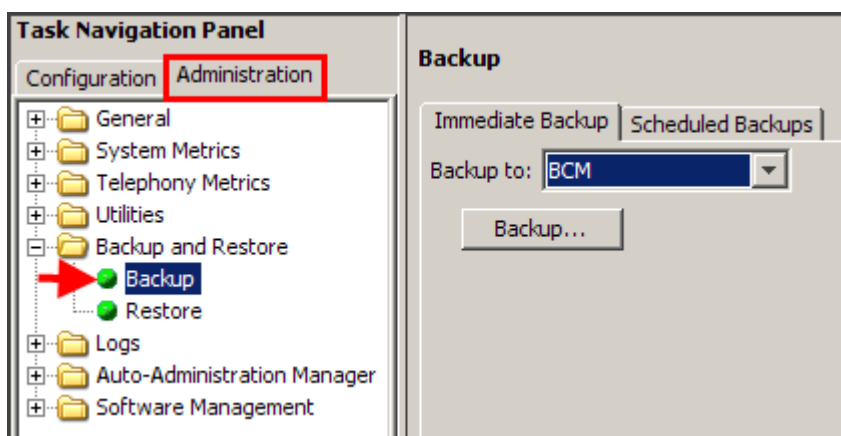 Task Navigation Panel
Configuration
Administration
General
System Metrics
Telephony Metrics
Utilities
Backup and Restore
Backup
Restore
Logs
Auto-Administration Manager
Software Management
Backup
Immediate Backup
Scheduled Backups
Backup to: BCM
Backup...